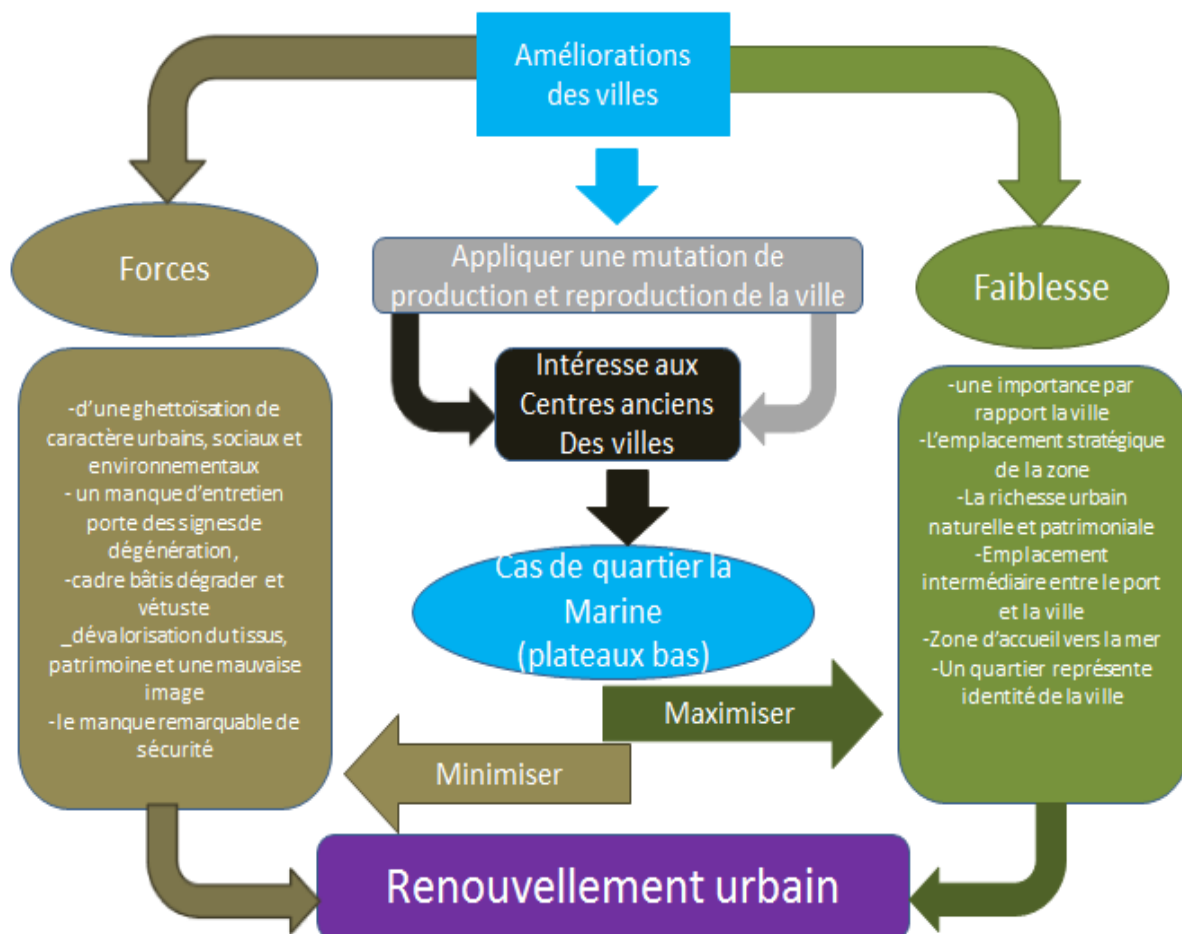 Améliorations
des villes
Forces
Appliquer une mutation de
production et reproduction de la ville
Faiblesse
Intéresse aux
Centres anciens
Des villes
-d'une ghettoïsation de
caractère urbains, sociaux et
environnementaux
- un manque d'entretien
porte des signes de
dégénération ,
-cadre bâtis dégrader et
vétuste
_dévalorisation du tissus,
patrimoine et une mauvaise
image
-le manque remarquable de
sécurité
-une importance par
rapport la ville
-L'emplacement stratégique
de la zone
-La richesse urbain
naturelle et patrimoniale
-Emplacement
intermédiaire entre le port
et la ville
-Zone d'accueil vers la mer
-Un quartier représente
identité de la ville
Cas de quartier la
Marine
(plateaux bas)
Maximiser
Minimiser
Renouvellement urbain